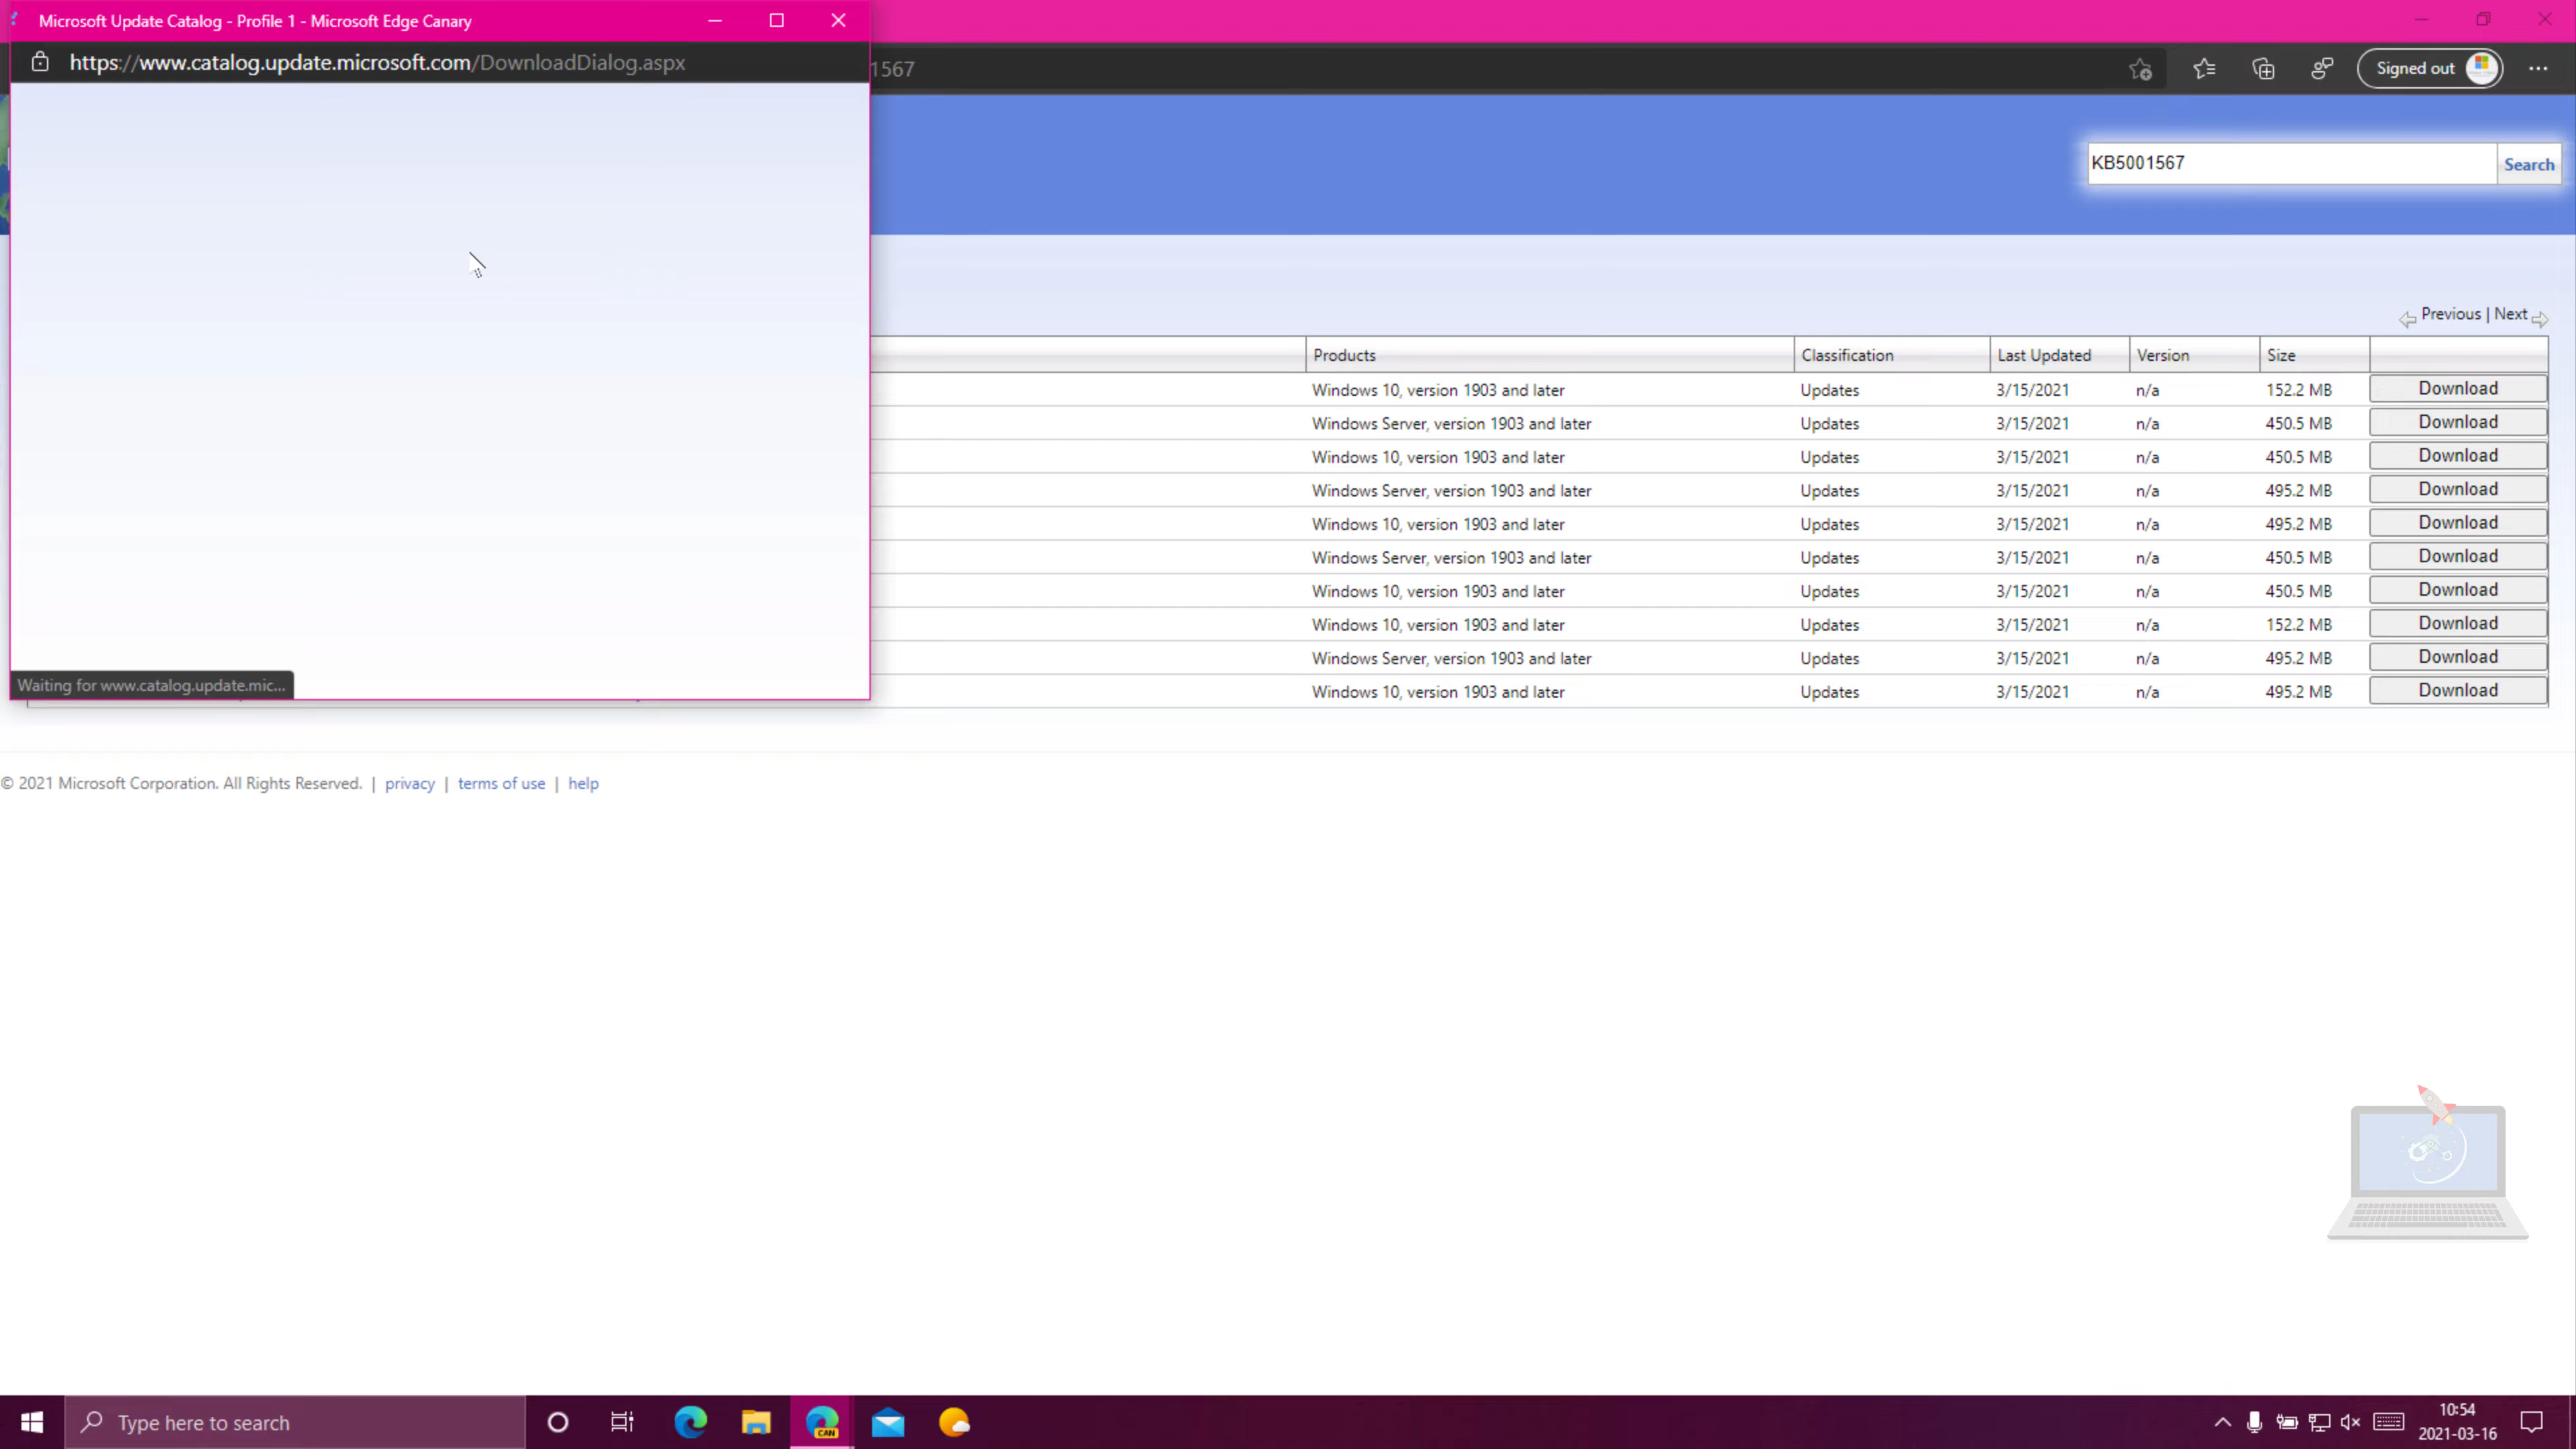 Microsoft Update Catalog - Profile 1 - Microsoft Edge Canary
https://www.catalog.update.microsoft.com/DownloadDialog.aspx
1567
Signed out
KB5001567
Search
Previous | Next
Products Classification Last Updated Version Size
Windows 10, version 1903 and later Updates 3/15/2021 n/a 152.2 MB Download
Windows Server, version 1903 and later Updates 3/15/2021 n/a 450.5 MB Download
Windows 10, version 1903 and later Updates 3/15/2021 n/a 450.5 MB Download
Windows Server, version 1903 and later Updates 3/15/2021 n/a 495.2 MB Download
Windows 10, version 1903 and later Updates 3/15/2021 n/a 495.2 MB Download
Windows Server, version 1903 and later Updates 3/15/2021 n/a 450.5 MB Download
Windows 10, version 1903 and later Updates 3/15/2021 n/a 450.5 MB Download
Windows 10, version 1903 and later Updates 3/15/2021 n/a 152.2 MB Download
Windows Server, version 1903 and later Updates 3/15/2021 n/a 495.2 MB Download
Windows 10, version 1903 and later Updates 3/15/2021 n/a 495.2 MB Download
Waiting for www.catalog.update.mic...
© 2021 Microsoft Corporation. All Rights Reserved. | privacy | terms of use | help
Type here to search
CAN
10:54
2021-03-16